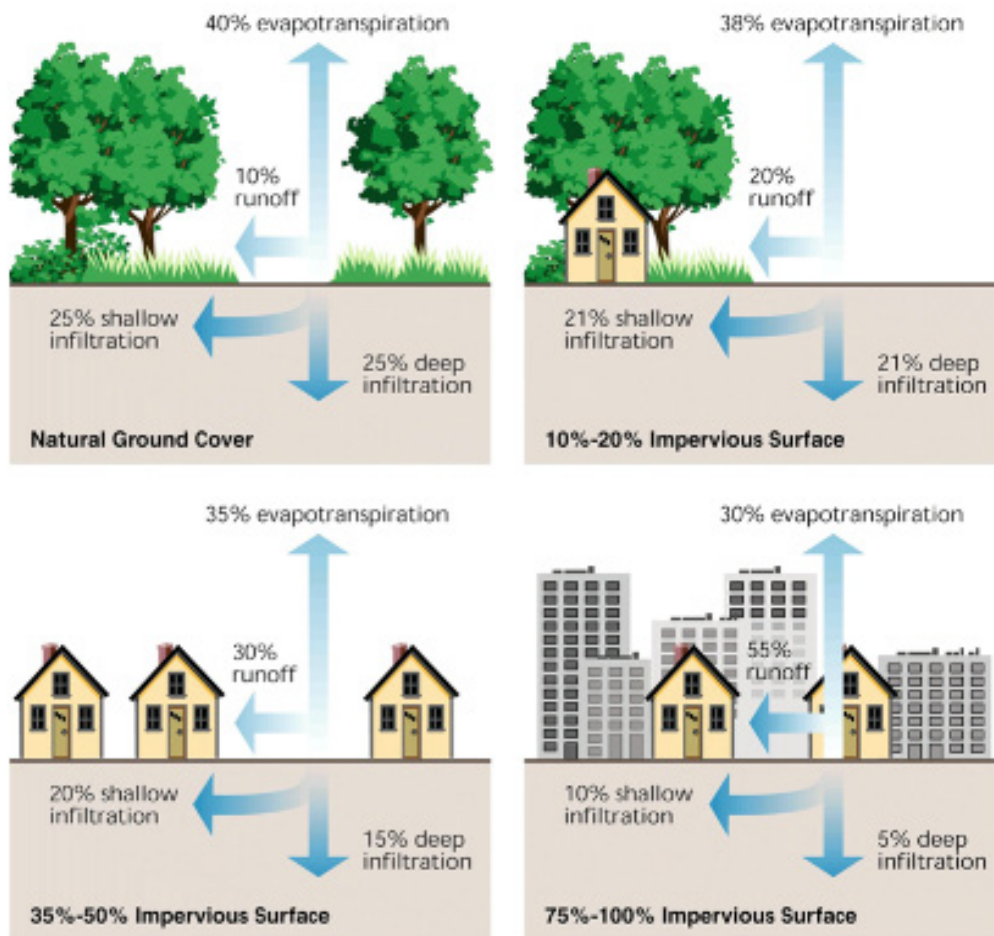 40% evapotranspiration
10%
runoff
25% shallow
infiltration
25% deep
infiltration
Natural Ground Cover
38% evapotranspiration
20%
runoff
21% shallow
infiltration
21% deep
infiltration
10%-20% Impervious Surface
35% evapotranspiration
30%
runoff
20% shallow
infiltration
15% deep
infiltration
35%-50% Impervious Surface
30% evapotranspiration
55%
runoff
10% shallow
infiltration
5% deep
infiltration
75%-100% Impervious Surface